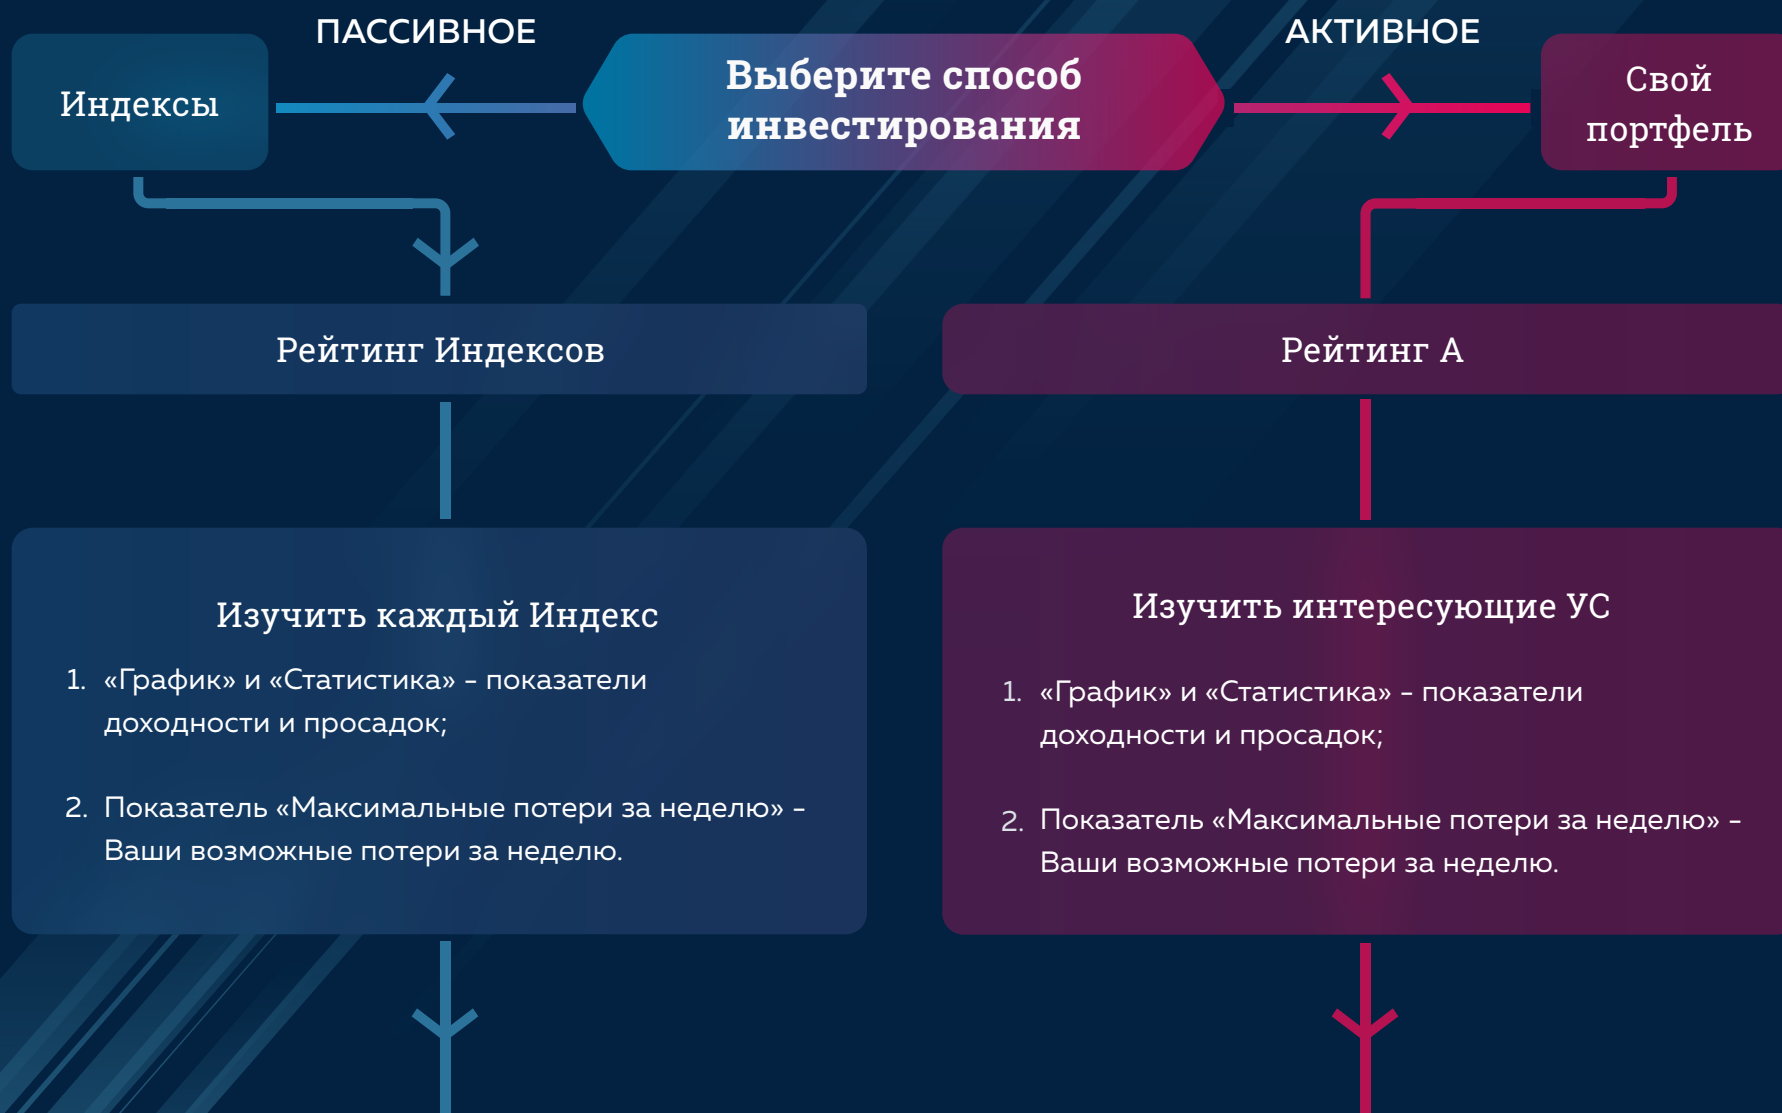 ПАССИВНОЕ
АКТИВНОЕ
Индексы
Выберите способ
инвестирования
Свой
портфель
Рейтинг Индексов
Рейтинг А
Изучить каждый Индекс
1. «График» и «Статистика» - показатели
доходности и просадок;
2. Показатель «Максимальные потери за неделю» -
Ваши возможные потери за неделю.
Изучить интересующие УС
1. «График» и «Статистика» - показатели
доходности и просадок;
2. Показатель «Максимальные потери за неделю» -
Ваши возможные потери за неделю.